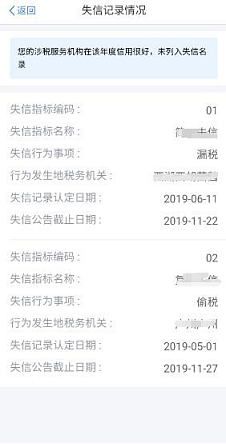 返回 失信记录情况
您的涉税服务机构在该年度信用很好，未列入失信名
录
失信指标编码： 01
失信指标名称：
失信行为事项： 漏税
行为发生地税务机关：
失信记录认定日期： 2019-06-11
失信公告截止日期： 2019-11-22
失信指标编码： 02
失信指标名称：
失信行为事项： 偷税
行为发生地税务机关：
失信记录认定日期： 2019-05-01
失信公告截止日期： 2019-11-27